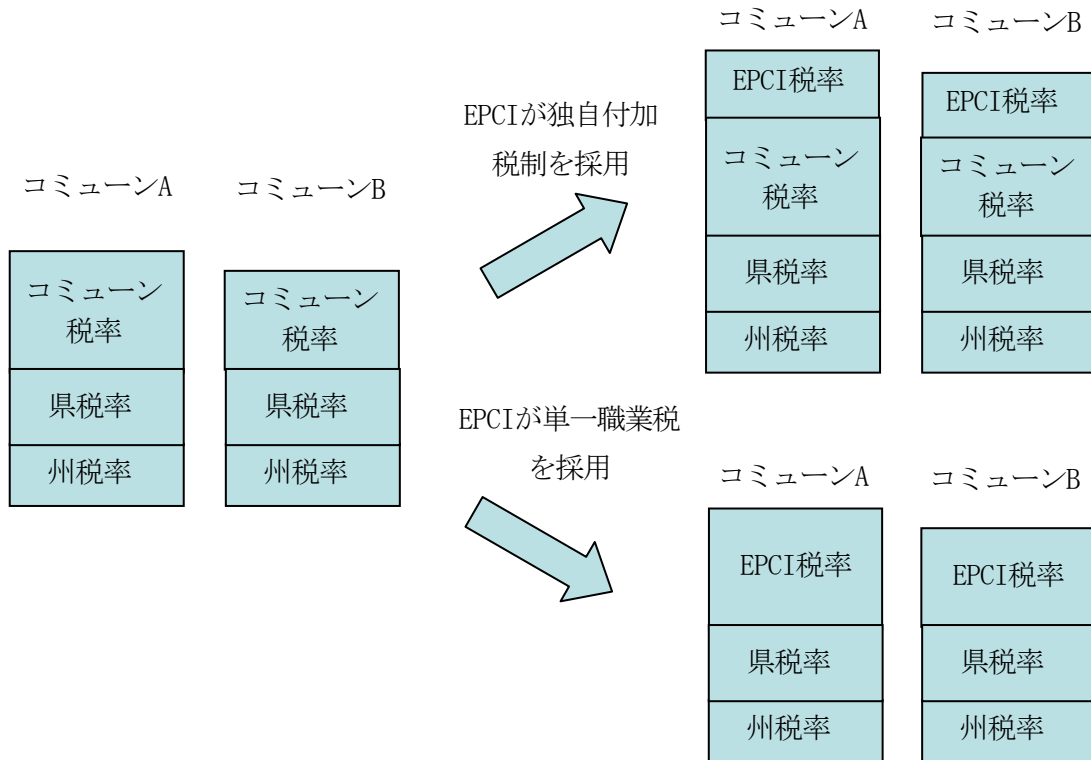 コミューンA
コミューンB
コミューン
税率
県税率
州税率
コミューン
税率
県税率
州税率
EPCIが独自付加
税制を採用
コミューンA
コミューンB
EPCI税率
コミューン
税率
県税率
州税率
EPCI税率
コミューン
税率
県税率
州税率
EPCIが単一職業税
を採用
コミューンA
コミューンB
EPCI税率
県税率
州税率
EPCI税率
県税率
州税率